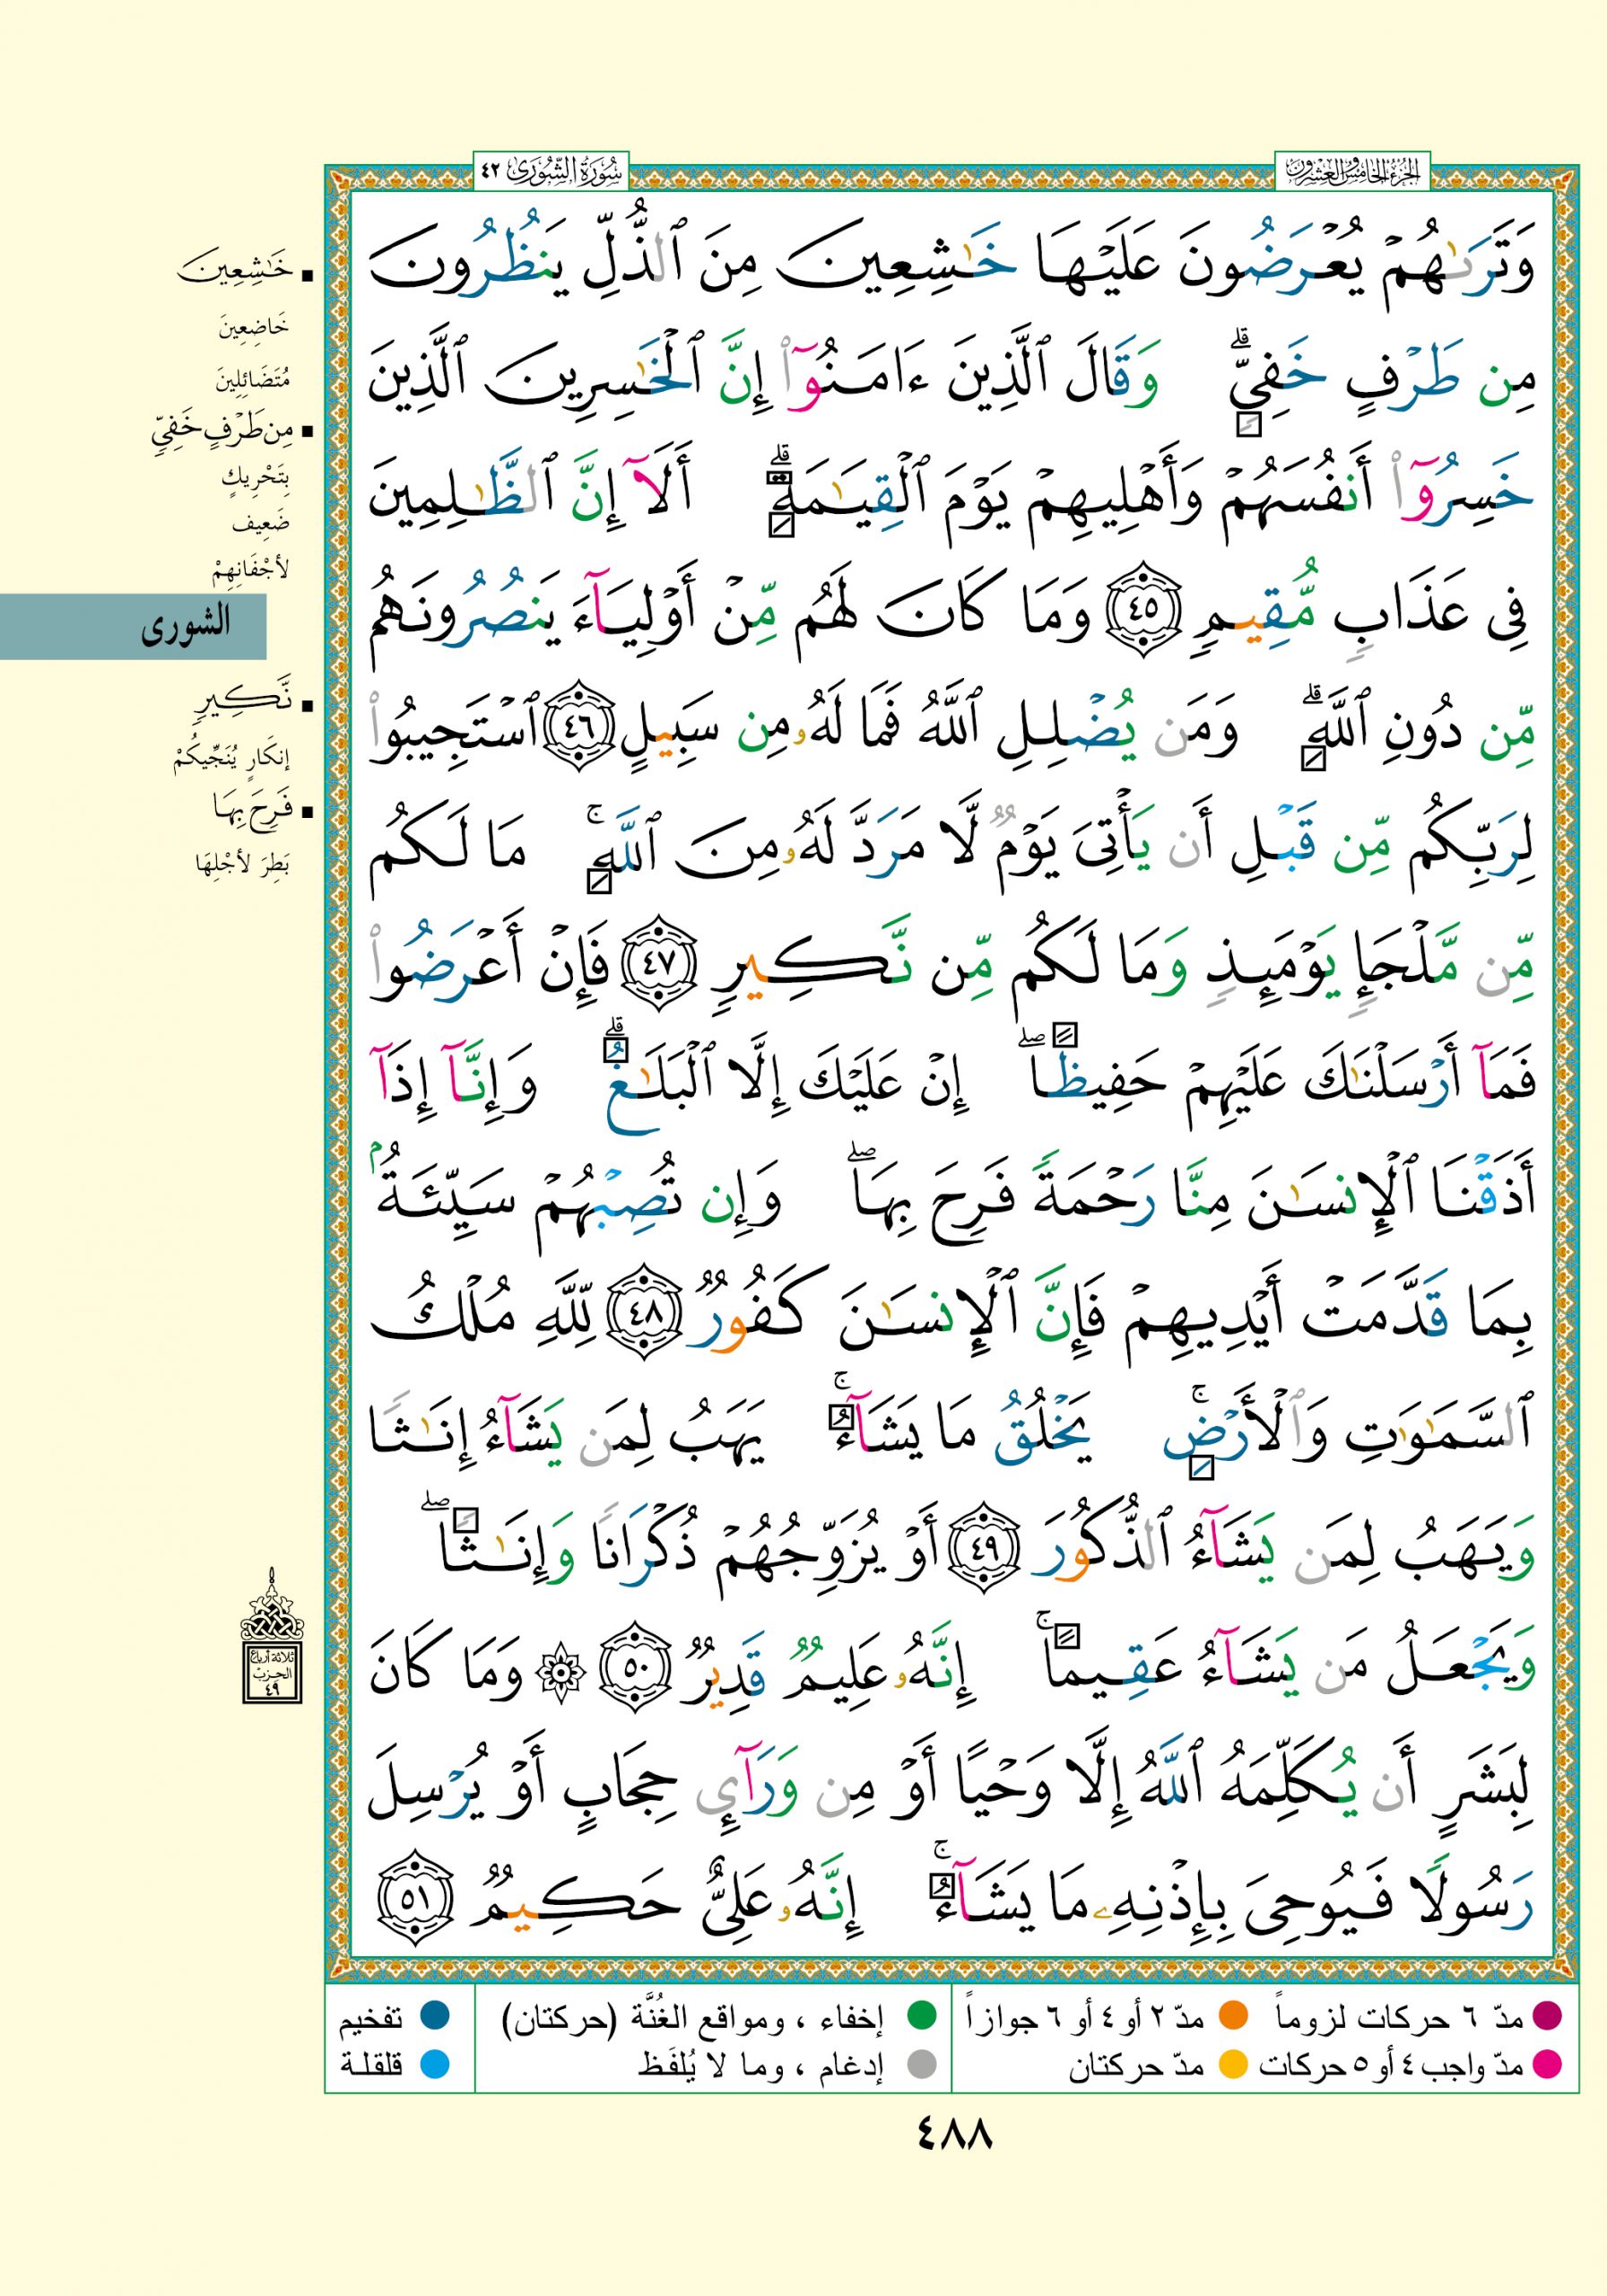 الجزء الخامس والعشرون
سُورَةُ الشُّورَىٰ ٤٢
وَتَرَىٰهُمْ يُعْرَضُونَ عَلَيْهَا خَٰشِعِينَ مِنَ ٱلذُّلِّ يَنظُرُونَ
مِن طَرْفٍ خَفِيٍّۗ وَقَالَ ٱلَّذِينَ ءَامَنُوٓا۟ إِنَّ ٱلْخَٰسِرِينَ ٱلَّذِينَ
خَسِرُوٓا۟ أَنفُسَهُمْ وَأَهْلِيهِمْ يَوْمَ ٱلْقِيَٰمَةِۗ أَلَآ إِنَّ ٱلظَّٰلِمِينَ
فِى عَذَابٍ مُّقِيمٍ ٤٥ وَمَا كَانَ لَهُم مِّنْ أَوْلِيَآءَ يَنصُرُونَهُم
مِّن دُونِ ٱللَّهِۗ وَمَن يُضْلِلِ ٱللَّهُ فَمَا لَهُۥ مِن سَبِيلٍ ٤٦ ٱسْتَجِيبُوا۟
لِرَبِّكُم مِّن قَبْلِ أَن يَأْتِىَ يَوْمٌ لَّا مَرَدَّ لَهُۥ مِنَ ٱللَّهِۚ مَا لَكُم
مِّن مَّلْجَإٍ يَوْمَئِذٍ وَمَا لَكُم مِّن نَّكِيرٍ ٤٧ فَإِنْ أَعْرَضُوا۟
فَمَآ أَرْسَلْنَٰكَ عَلَيْهِمْ حَفِيظًاۖ إِنْ عَلَيْكَ إِلَّا ٱلْبَلَٰغُۗ وَإِنَّآ إِذَآ
أَذَقْنَا ٱلْإِنسَٰنَ مِنَّا رَحْمَةً فَرِحَ بِهَاۖ وَإِن تُصِبْهُمْ سَيِّئَةٌۢ
بِمَا قَدَّمَتْ أَيْدِيهِمْ فَإِنَّ ٱلْإِنسَٰنَ كَفُورٌ ٤٨ لِّلَّهِ مُلْكُ
ٱلسَّمَٰوَٰتِ وَٱلْأَرْضِۚ يَخْلُقُ مَا يَشَآءُۚ يَهَبُ لِمَن يَشَآءُ إِنَٰثًا
وَيَهَبُ لِمَن يَشَآءُ ٱلذُّكُورَ ٤٩ أَوْ يُزَوِّجُهُمْ ذُكْرَانًا وَإِنَٰثًاۖ
وَيَجْعَلُ مَن يَشَآءُ عَقِيمًاۚ إِنَّهُۥ عَلِيمٌ قَدِيرٌ ٥٠ ۞ وَمَا كَانَ
لِبَشَرٍ أَن يُكَلِّمَهُ ٱللَّهُ إِلَّا وَحْيًا أَوْ مِن وَرَآئِ حِجَابٍ أَوْ يُرْسِلَ
رَسُولًا فَيُوحِىَ بِإِذْنِهِۦ مَا يَشَآءُۚ إِنَّهُۥ عَلِىٌّ حَكِيمٌ ٥١
▪ خَٰشِعِينَ
خَاضِعِينَ
مُتَضَائِلِينَ
▪ مِن طَرْفٍ خَفِيٍّ
بِتَحْرِيكٍ
ضَعِيف
لأَجْفَانِهِمْ
الشورى
▪ نَّكِيرٍ
إنكَارٍ يُنَجِّيكُمْ
▪ فَرِحَ بِهَا
بَطِرَ لأَجْلِهَا
ثلاثة أرباع
الحزب
٤٩
مدّ ٦ حركات لزوماً مدّ ٢ أو ٤ أو ٦ جوازاً
مدّ واجب ٤ أو ٥ حركات مدّ حركتان
إخفاء ، ومواقع الغُنَّة (حركتان)
إدغام ، وما لا يُلفَظ
تفخيم
قلقلة
٤٨٨